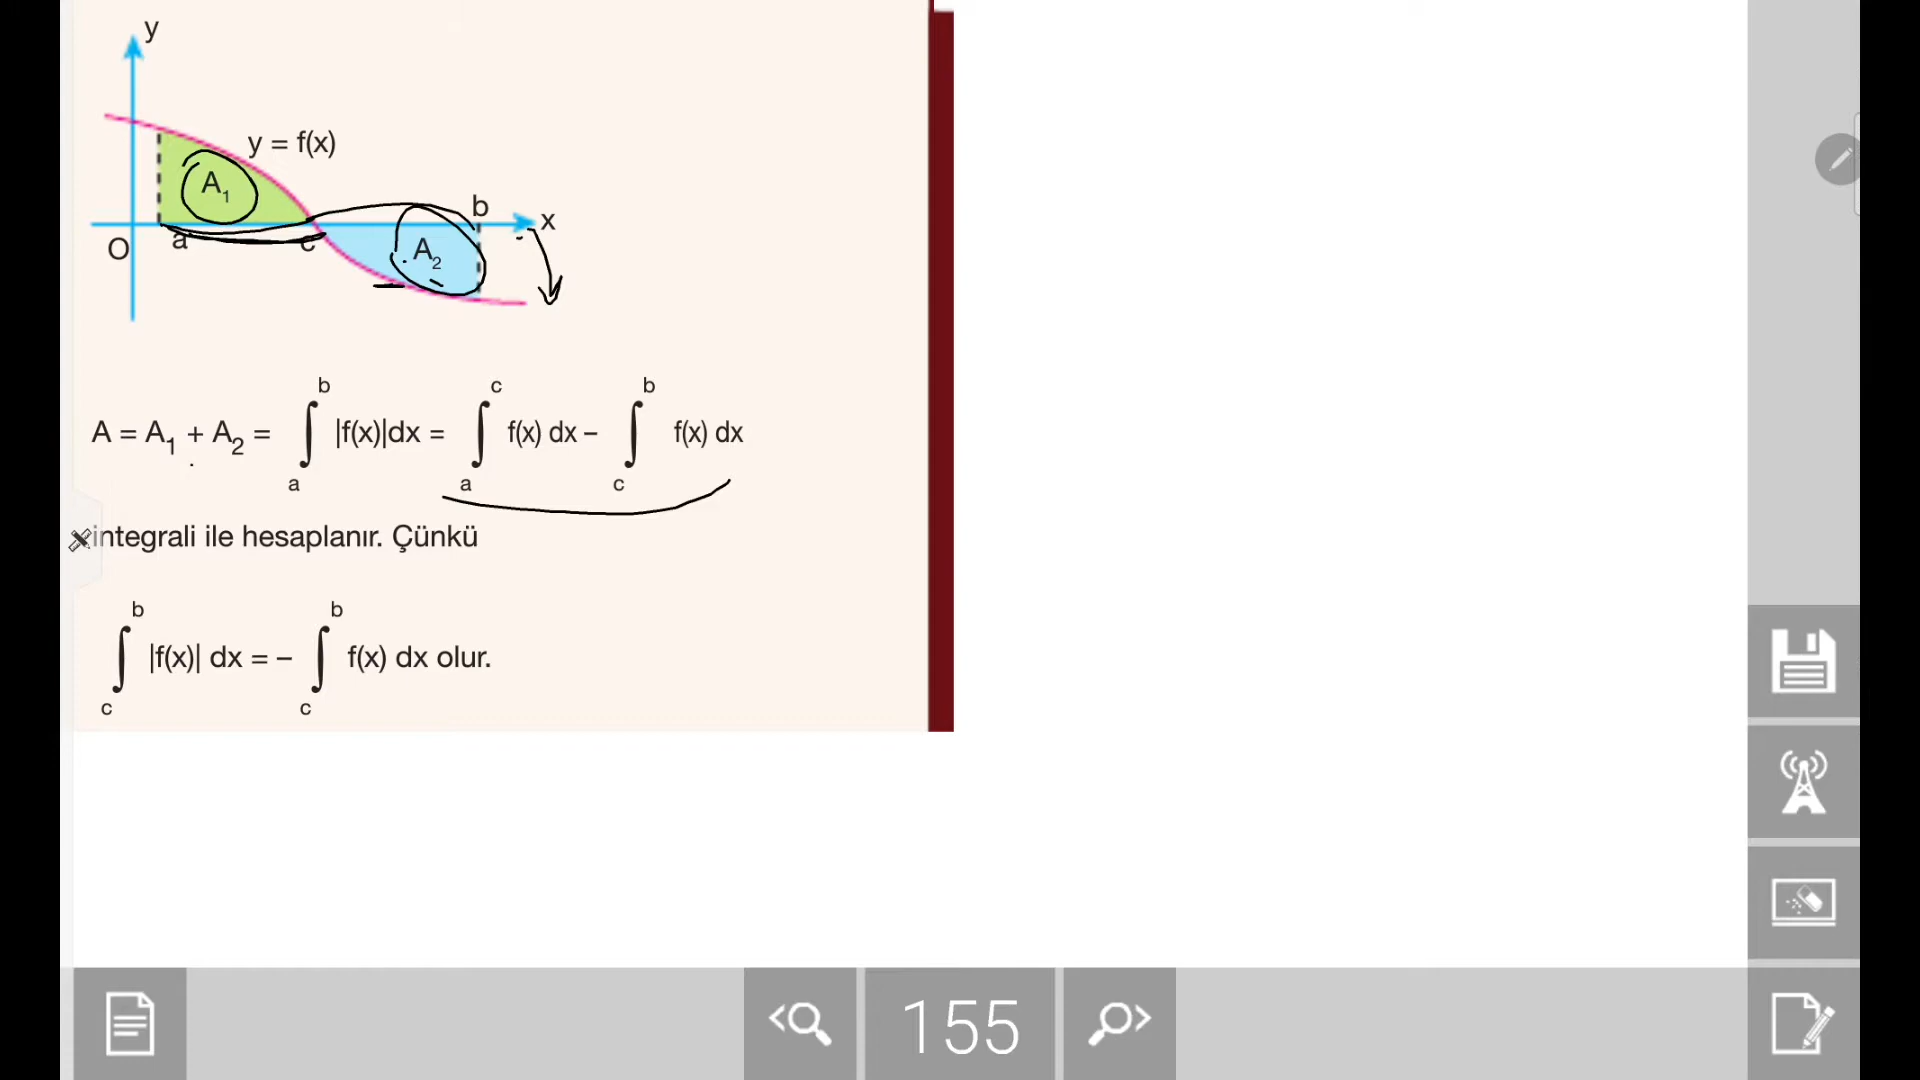 y
y = f(x)
A₁
b
x
O
a
c
A₂
A = A₁ + A₂ = ∫ₐᵇ |f(x)|dx = ∫ₐᶜ f(x) dx – ∫꜀ᵇ f(x) dx
integrali ile hesaplanır. Çünkü
∫꜀ᵇ |f(x)| dx = – ∫꜀ᵇ f(x) dx olur.
155